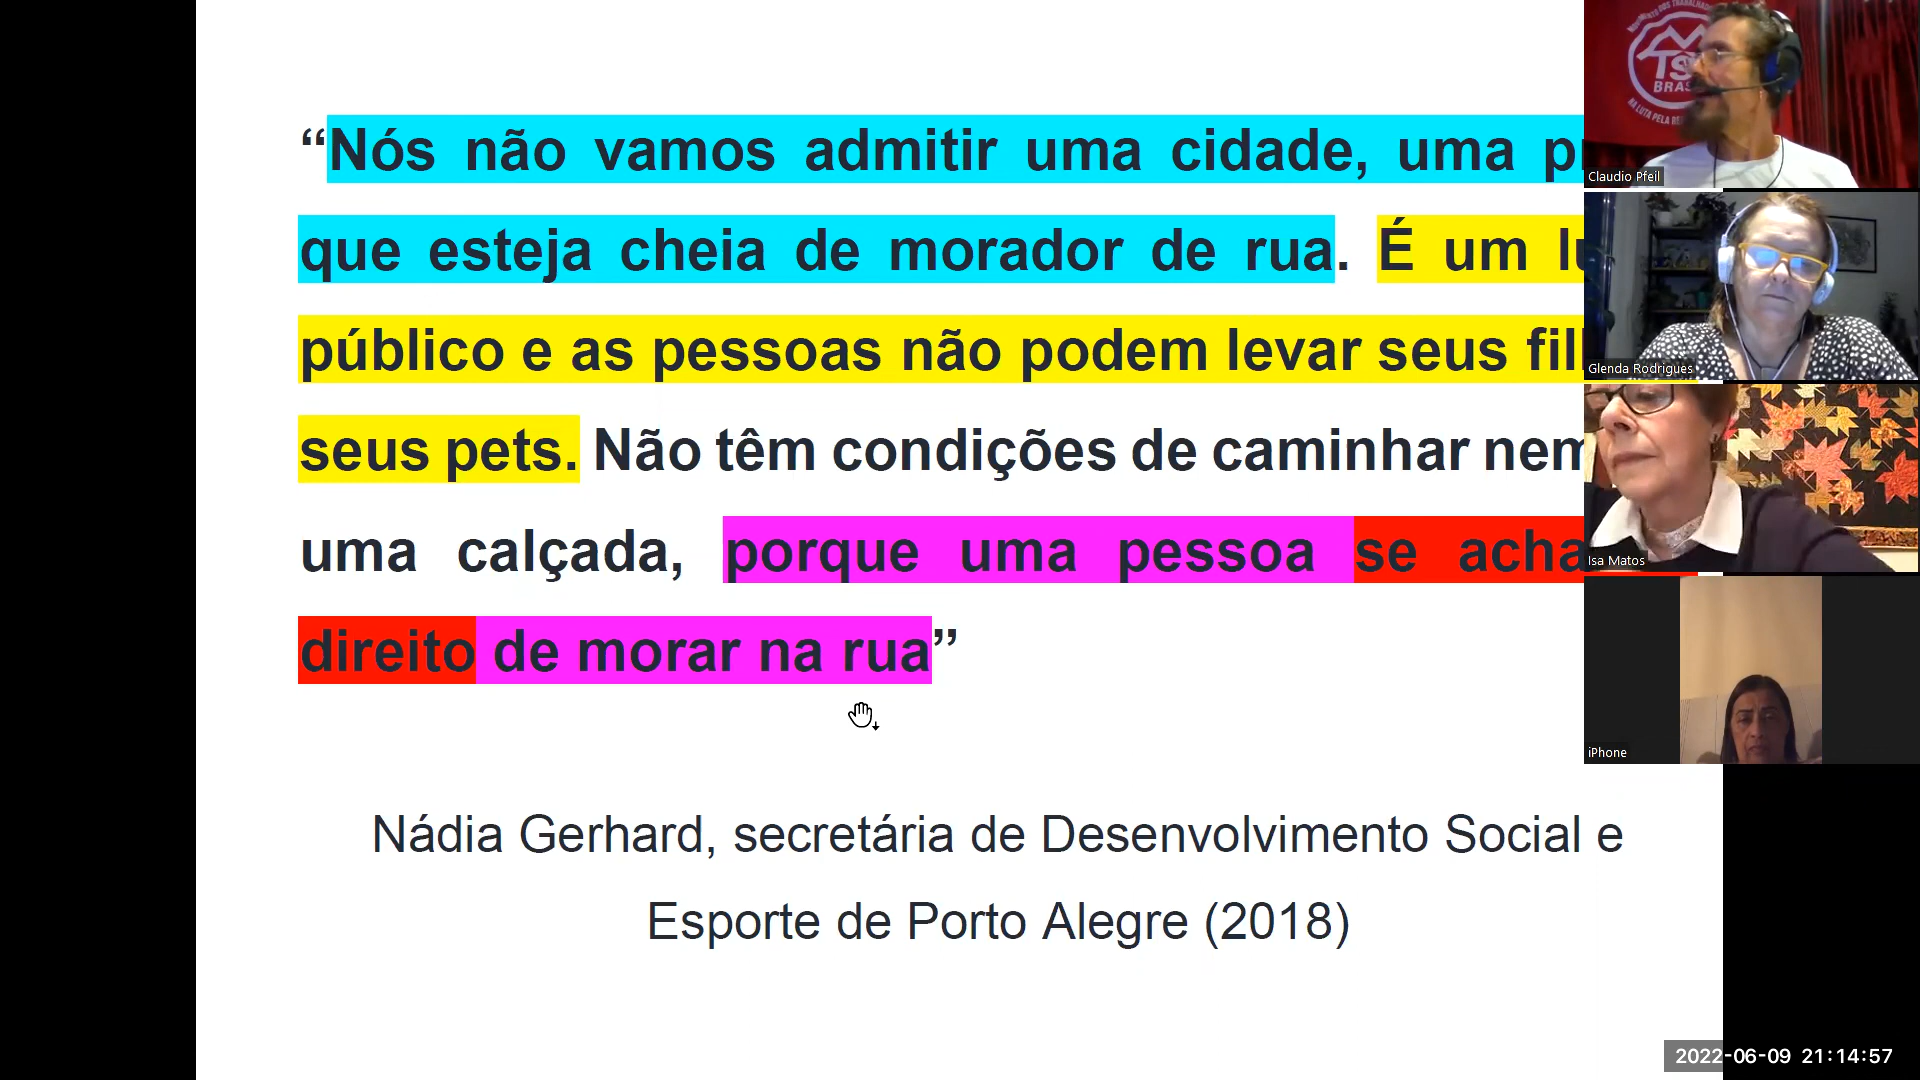 “Nós não vamos admitir uma cidade, uma
que esteja cheia de morador de rua. É um
público e as pessoas não podem levar seus
seus pets. Não têm condições de caminhar nem
uma calçada, porque uma pessoa se acha
direito de morar na rua”
Nádia Gerhard, secretária de Desenvolvimento Social e
Esporte de Porto Alegre (2018)
BRAS
Claudio Pfeil
Glenda Rodrigues
Isa Matos
iPhone
2022-06-09 21:14:57